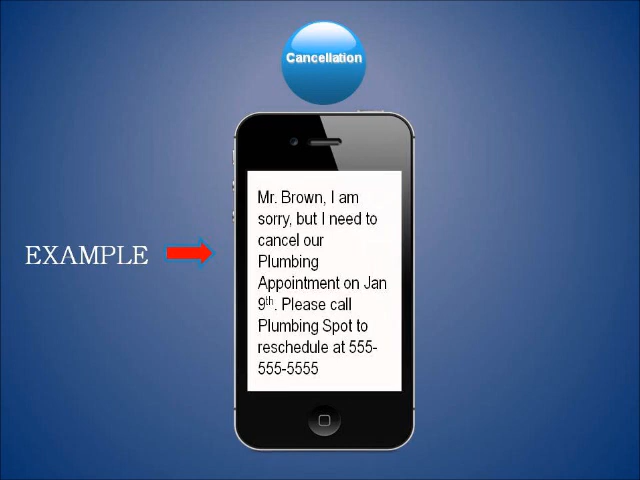 Cancellation
EXAMPLE
Mr. Brown, I am
sorry, but I need to
cancel our
Plumbing
Appointment on Jan
9th. Please call
Plumbing Spot to
reschedule at 555-
555-5555